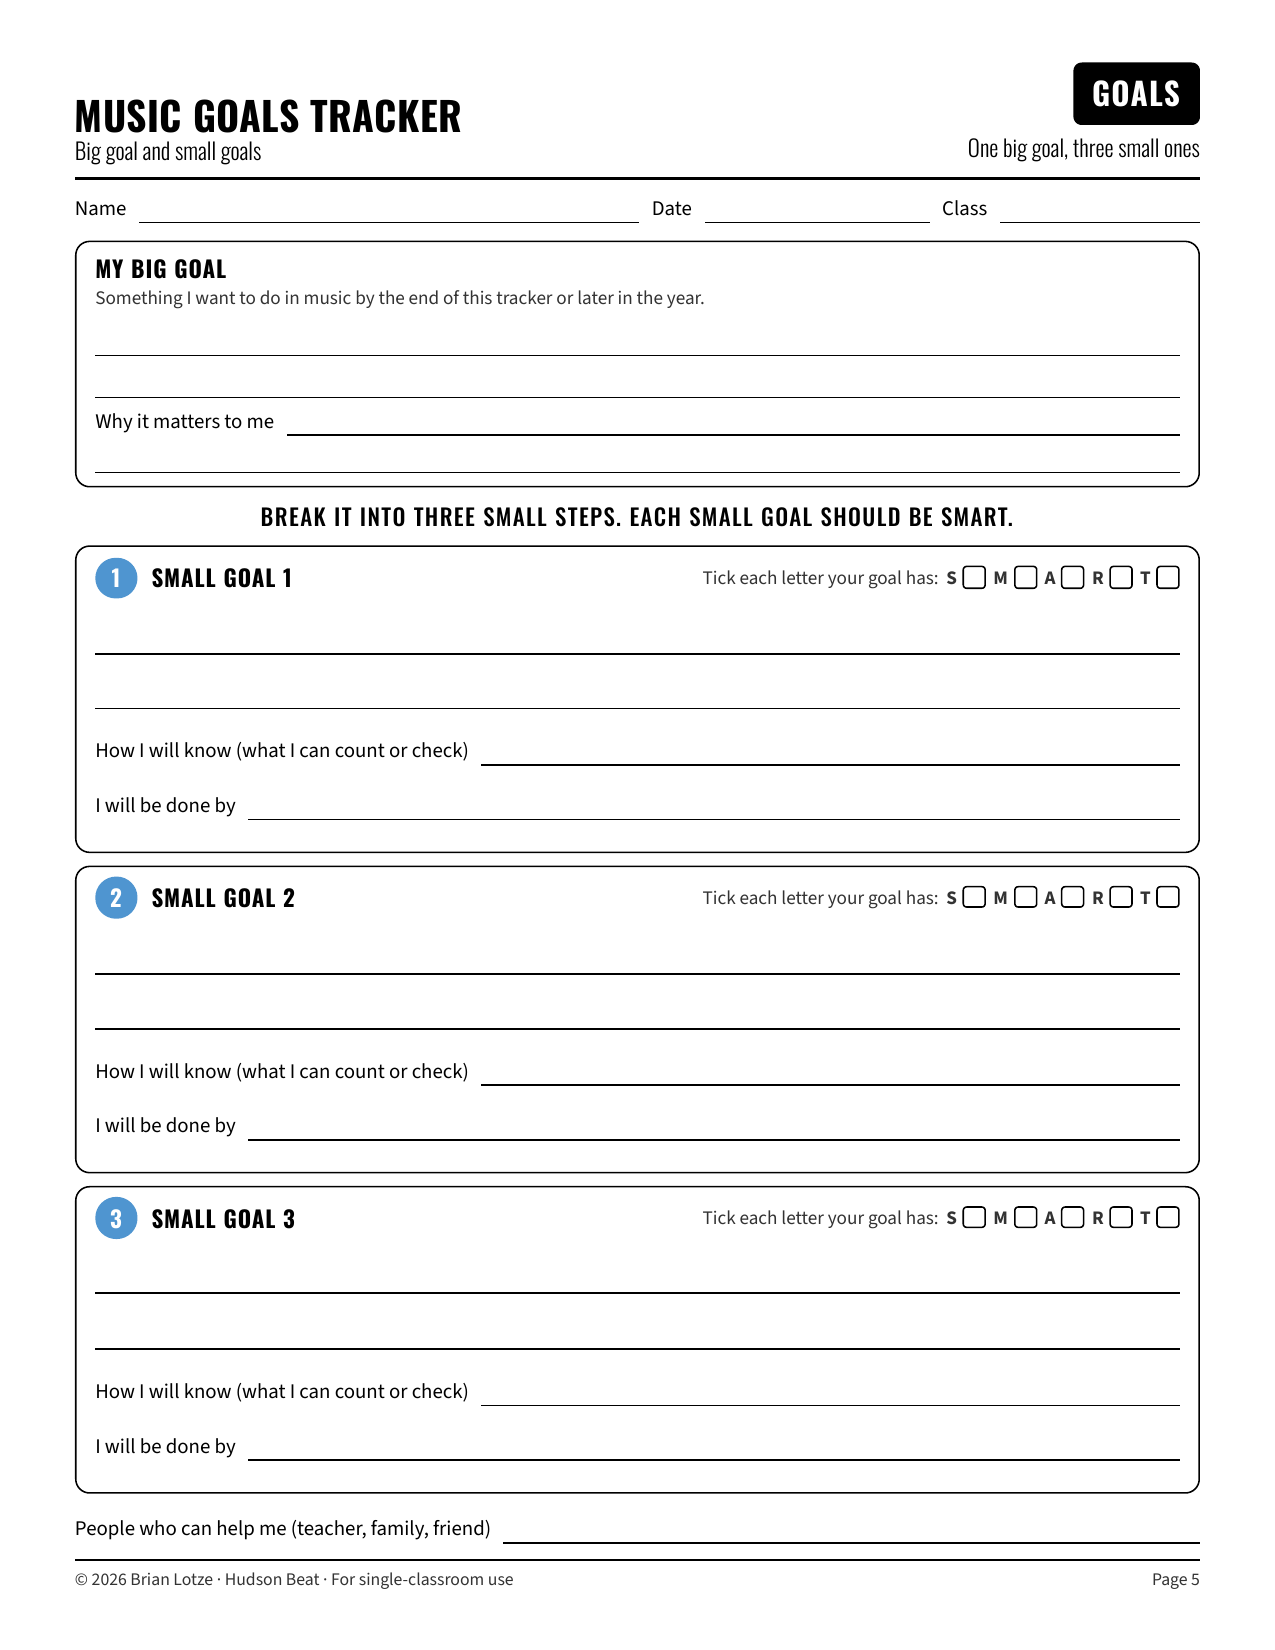 MUSIC GOALS TRACKER
Big goal and small goals
GOALS
One big goal, three small ones
Name Date Class
MY BIG GOAL
Something I want to do in music by the end of this tracker or later in the year.
Why it matters to me
BREAK IT INTO THREE SMALL STEPS. EACH SMALL GOAL SHOULD BE SMART.
1 SMALL GOAL 1 Tick each letter your goal has: S M A R T
How I will know (what I can count or check)
I will be done by
2 SMALL GOAL 2 Tick each letter your goal has: S M A R T
How I will know (what I can count or check)
I will be done by
3 SMALL GOAL 3 Tick each letter your goal has: S M A R T
How I will know (what I can count or check)
I will be done by
People who can help me (teacher, family, friend)
© 2026 Brian Lotze · Hudson Beat · For single-classroom use Page 5